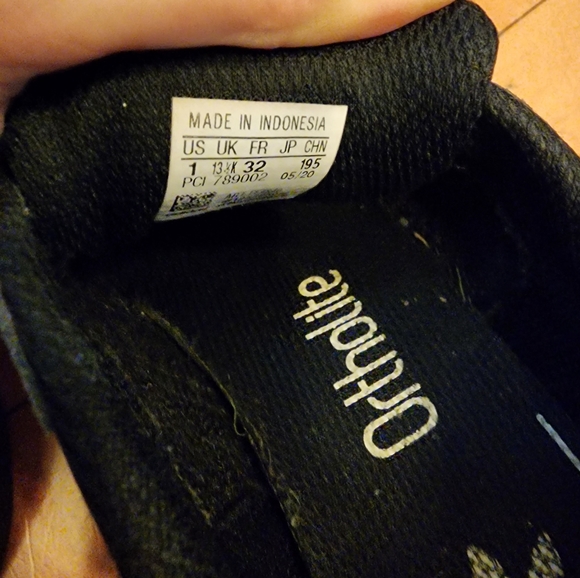 MADE IN INDONESIA
US UK FR JP CHN
1 13½K 32 195
PCI 789002 05/20
Ortholite